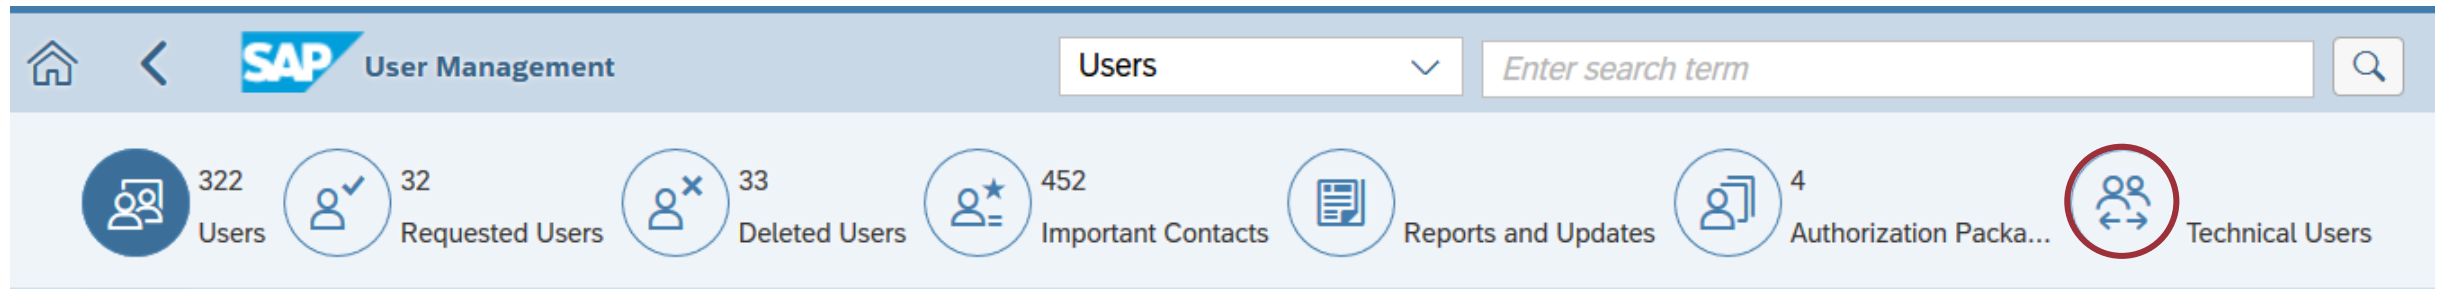 SAP User Management
Users
Enter search term
322
Users
32
Requested Users
33
Deleted Users
452
Important Contacts
Reports and Updates
4
Authorization Packa...
Technical Users